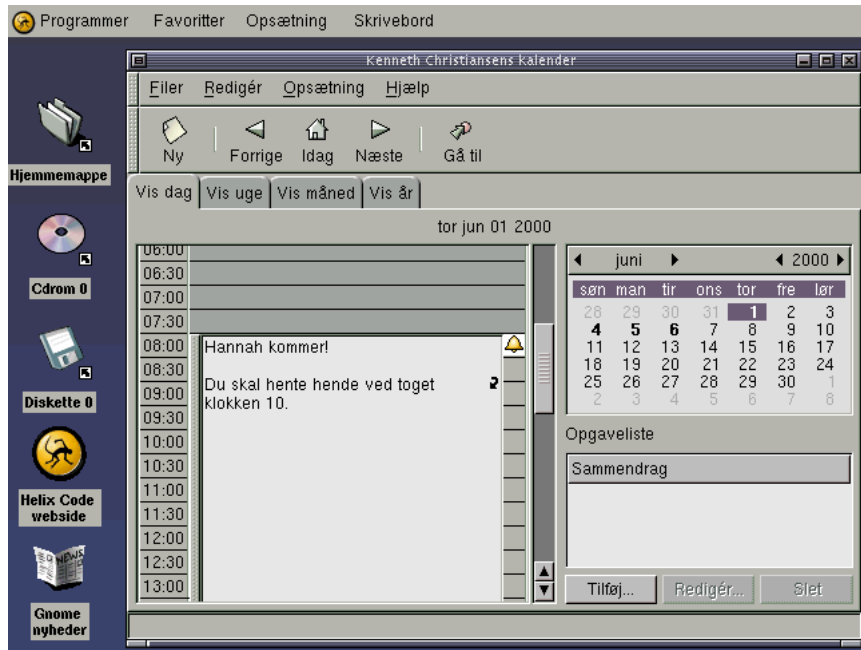 Programmer Favoritter Opsætning Skrivebord
Kenneth Christiansens kalender
Filer Redigér Opsætning Hjælp
Ny Forrige Idag Næste Gå til
Vis dag Vis uge Vis måned Vis år
tor jun 01 2000
Hjemmemappe
Cdrom 0
Diskette 0
Helix Code
webside
NEWS
Gnome
nyheder
06:00
06:30
07:00
07:30
08:00
08:30
09:00
09:30
10:00
10:30
11:00
11:30
12:00
12:30
13:00
Hannah kommer!
Du skal hente hende ved toget
klokken 10.
juni 2000
søn man tir ons tor fre lør
28 29 30 31 1 2 3
4 5 6 7 8 9 10
11 12 13 14 15 16 17
18 19 20 21 22 23 24
25 26 27 28 29 30 1
2 3 4 5 6 7 8
Opgaveliste
Sammendrag
Tilføj... Redigér... Slet